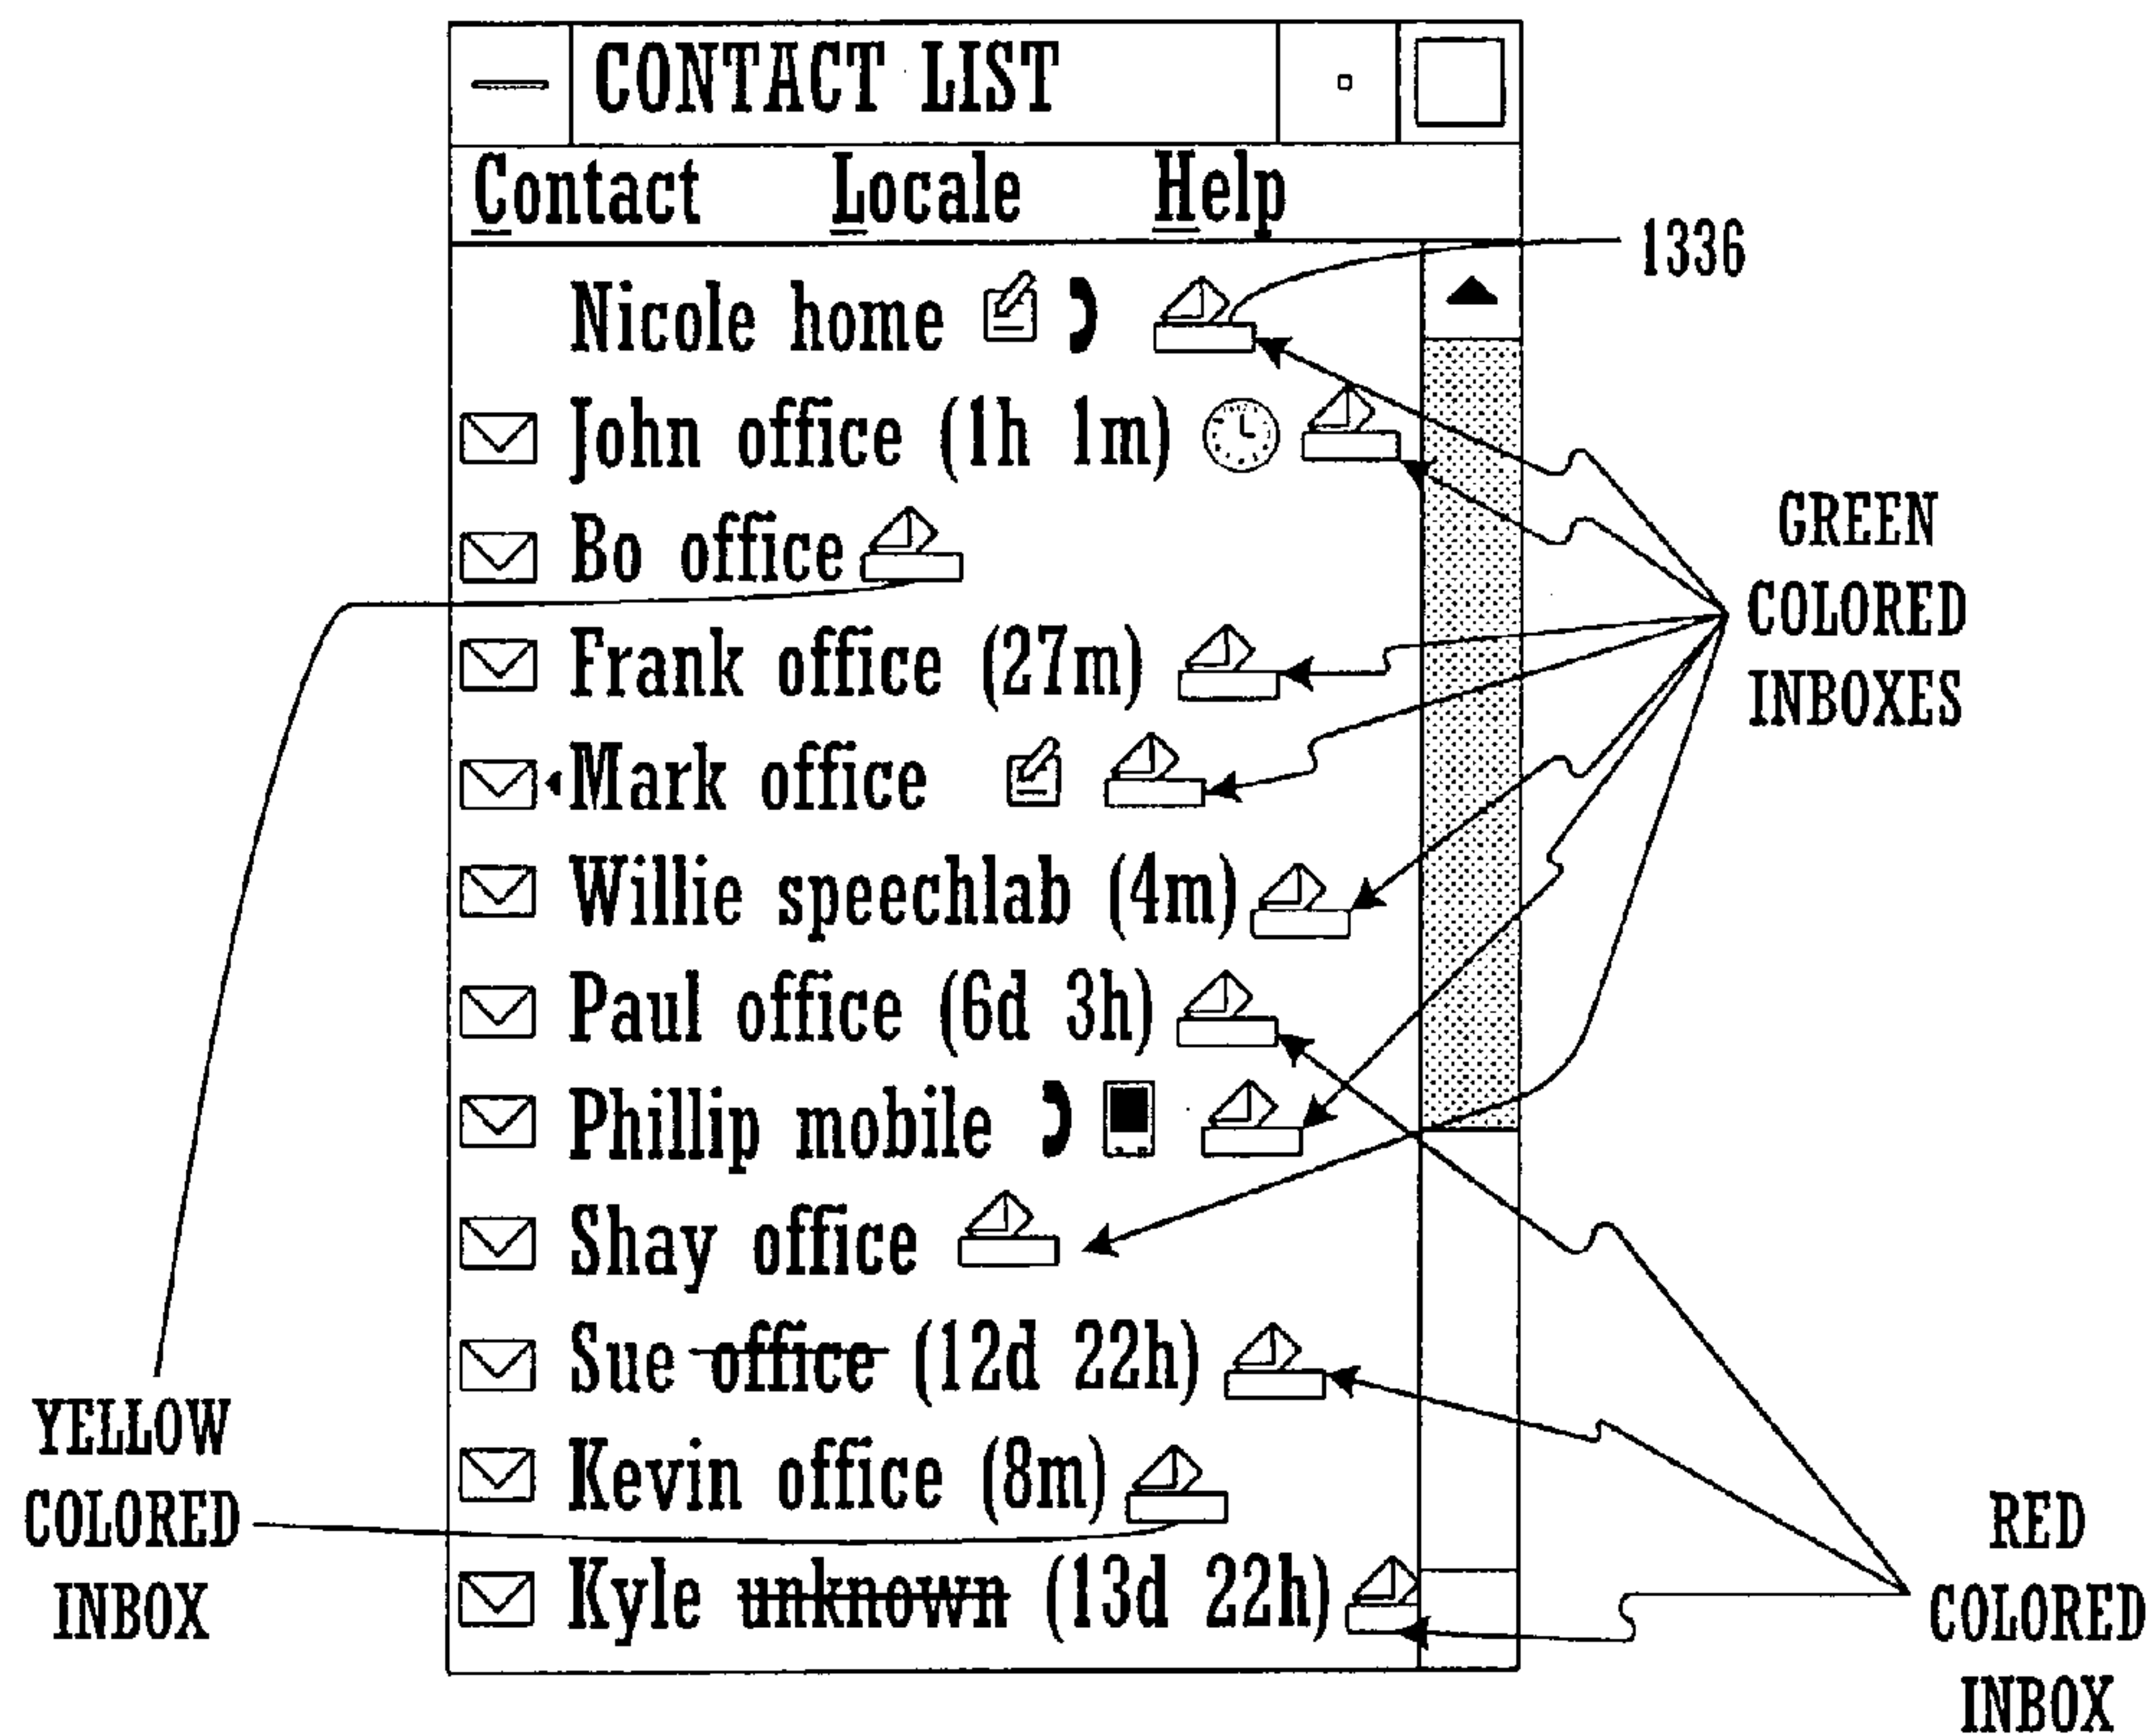 CONTACT LIST
Contact Locale Help
1336
Nicole home
John office (1h 1m)
Bo office
Frank office (27m)
Mark office
Willie speechlab (4m)
Paul office (6d 3h)
Phillip mobile
Shay office
Sue office (12d 22h)
Kevin office (8m)
Kyle unknown (13d 22h)
GREEN
COLORED
INBOXES
YELLOW
COLORED
INBOX
RED
COLORED
INBOX